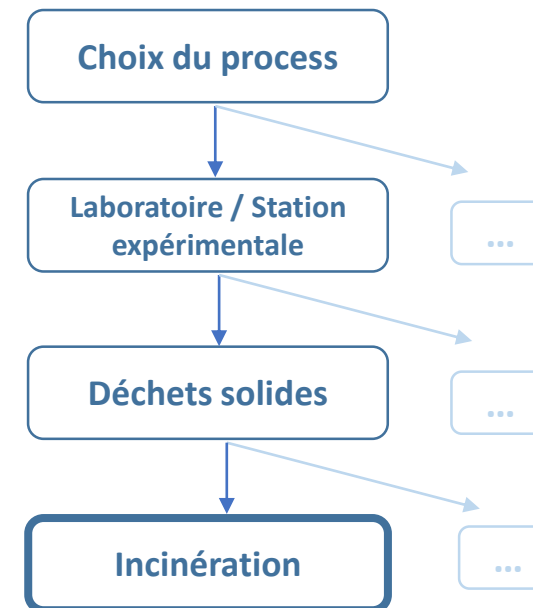 Choix du process
Laboratoire / Station
expérimentale
...
Déchets solides
...
Incinération
...